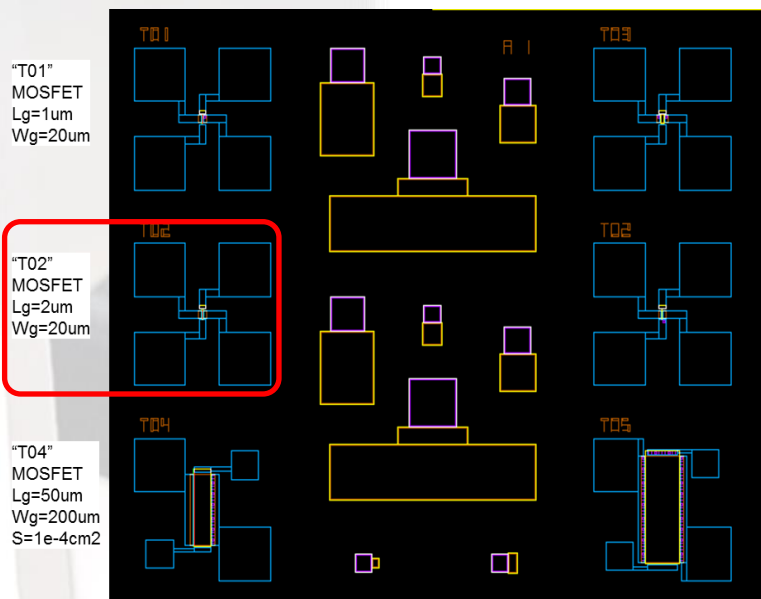 T01
A 1
T03
“T01”
MOSFET
Lg=1um
Wg=20um
T02
T02
“T02”
MOSFET
Lg=2um
Wg=20um
T04
T05
“T04”
MOSFET
Lg=50um
Wg=200um
S=1e-4cm2